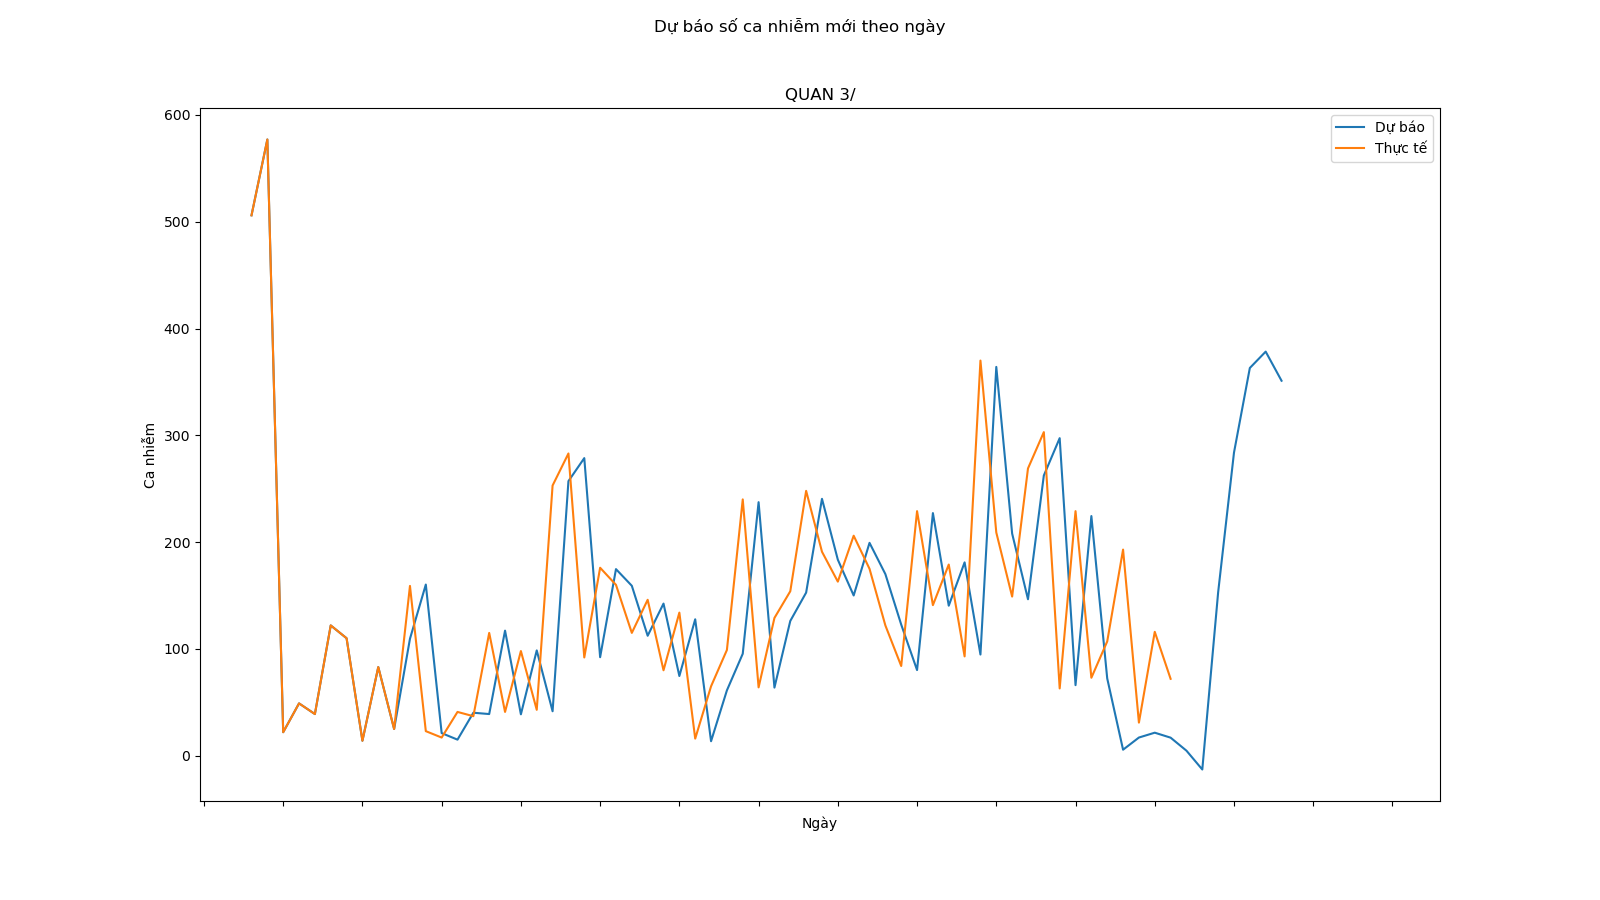 Dự báo số ca nhiễm mới theo ngày
QUAN 3/
600
500
400
300
200
100
0
Ca nhiễm
Ngày
Dự báo
Thực tế